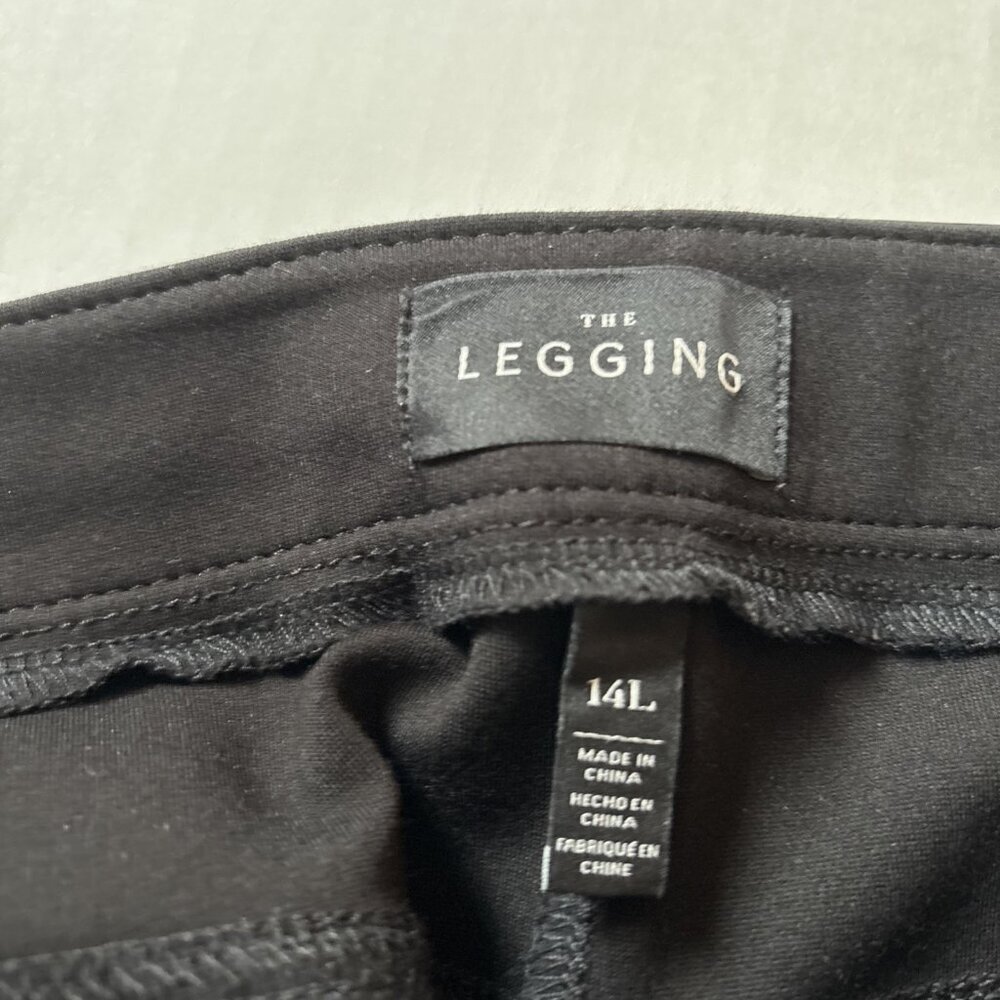 THE
LEGGING
14L
MADE IN
CHINA
HECHO EN
CHINA
FABRIQUÉ EN
CHINE